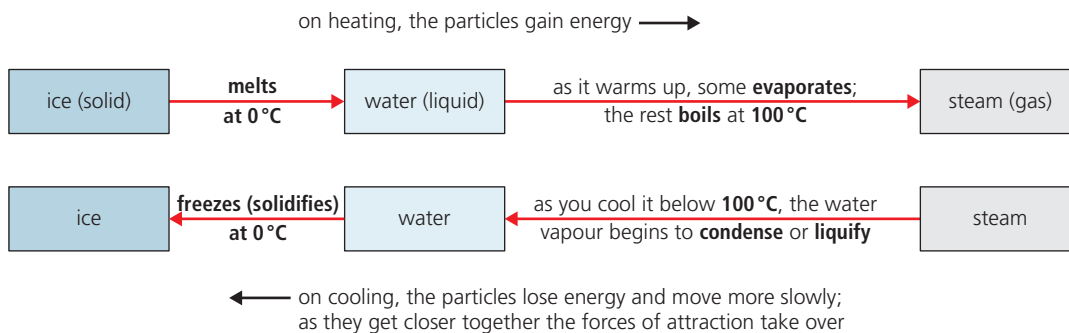 on heating, the particles gain energy
ice (solid)
melts
at 0 °C
water (liquid)
as it warms up, some evaporates;
the rest boils at 100 °C
steam (gas)
ice
freezes (solidifies)
at 0 °C
water
as you cool it below 100 °C, the water
vapour begins to condense or liquify
steam
on cooling, the particles lose energy and move more slowly;
as they get closer together the forces of attraction take over